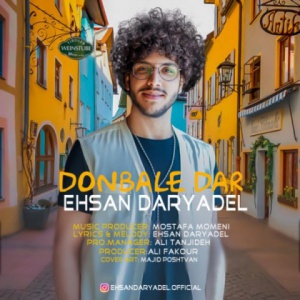 WEINSTUBE
DONBALE DAR
EHSAN DARYADEL
MUSIC PRODUCER: MOSTAFA MOMENI
LYRICS & MELODY: EHSAN DARYADEL
PRO MANAGER: ALI TANJIDEH
PRODUCER: ALI FAKOUR
COVER ART: MAJID POSHTVAN
@EHSANDARYADEL.OFFICIAL